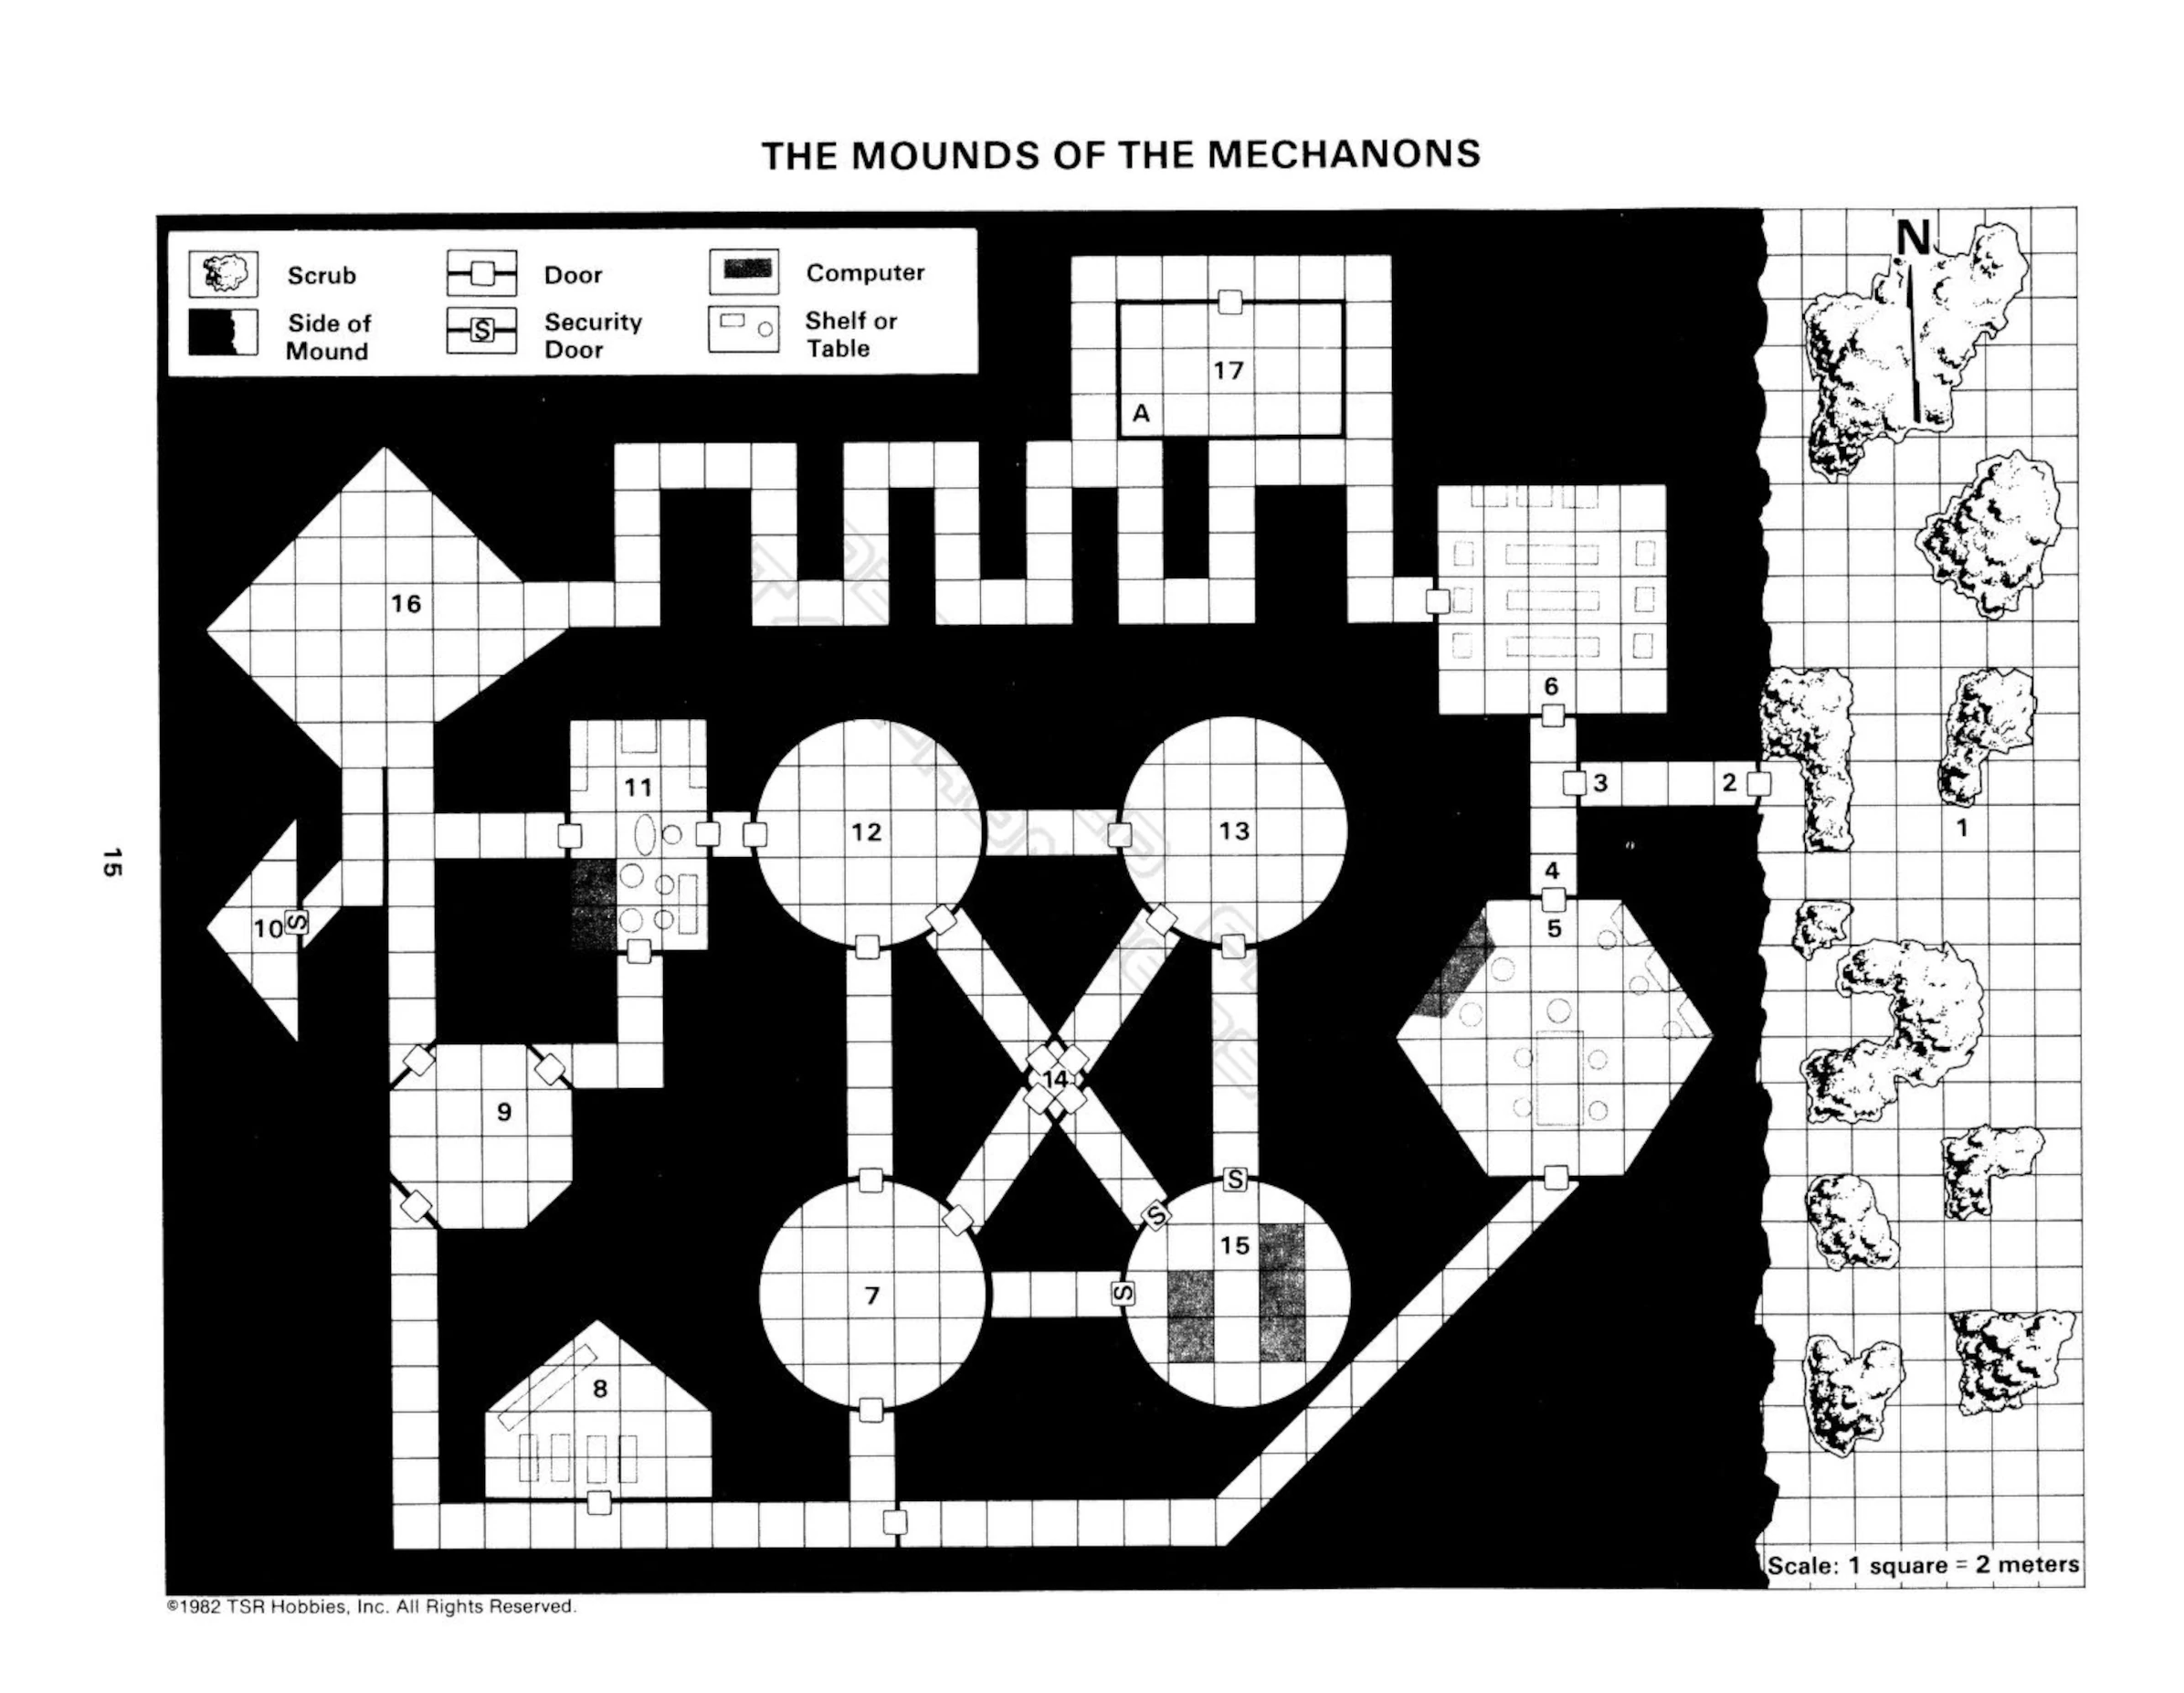 THE MOUNDS OF THE MECHANONS
Scrub
Door
Computer
Side of
Mound
S
Security
Door
Shelf or
Table
N
17
A
16
6
11
12
13
3
2
1
4
10
S
5
14
9
S
S
15
7
S
8
15
Scale: 1 square = 2 meters
©1982 TSR Hobbies, Inc. All Rights Reserved.